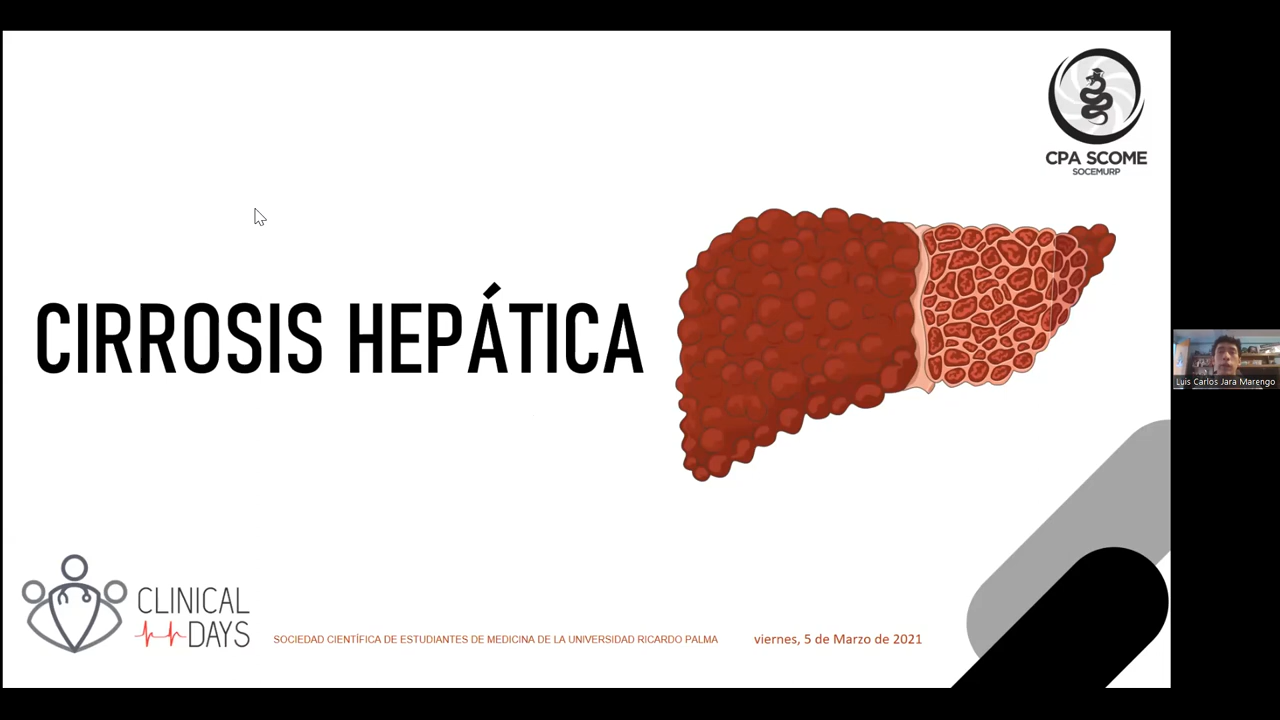 CPA SCOME
SOCEMURP
CIRROSIS HEPÁTICA
Luis Carlos Jara Marengo
CLINICAL
DAYS
SOCIEDAD CIENTÍFICA DE ESTUDIANTES DE MEDICINA DE LA UNIVERSIDAD RICARDO PALMA
viernes, 5 de Marzo de 2021